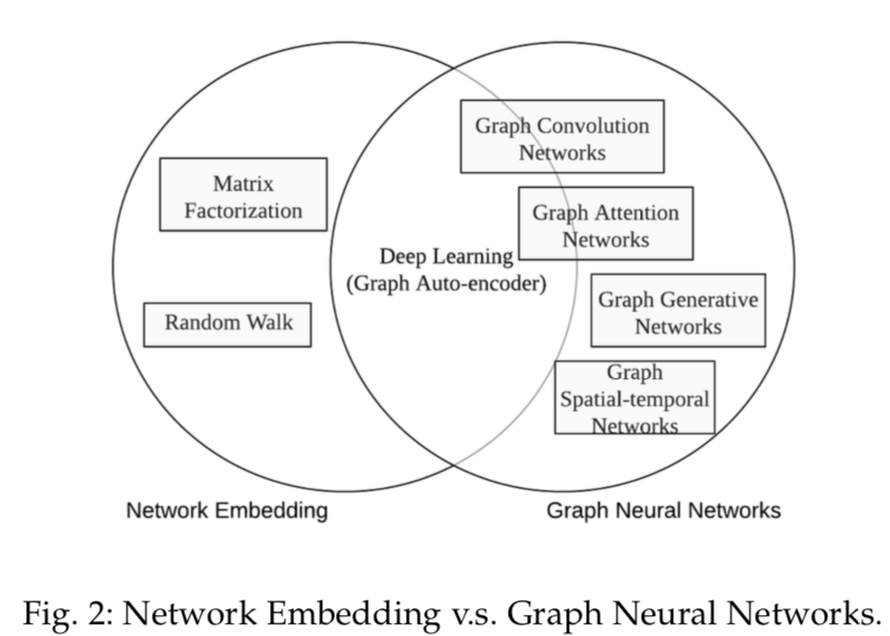 Graph Convolution
Networks
Matrix
Factorization
Graph Attention
Networks
Deep Learning
(Graph Auto-encoder)
Graph Generative
Networks
Random Walk
Graph
Spatial-temporal
Networks
Network Embedding
Graph Neural Networks
Fig. 2: Network Embedding v.s. Graph Neural Networks.